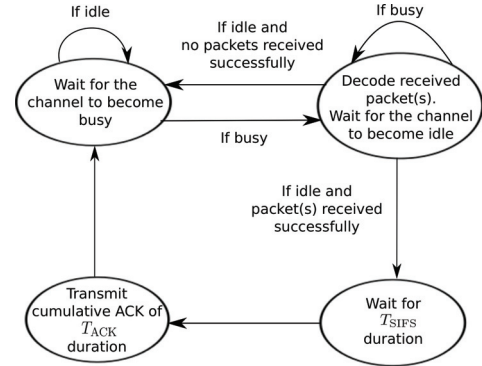 If idle
If idle and
no packets received
successfully
If busy
Wait for the
channel to become
busy
Decode received
packet(s).
Wait for the channel
to become idle
If busy
If idle and
packet(s) received
successfully
Transmit
cumulative ACK of
T_ACK
duration
Wait for
T_SIFS
duration